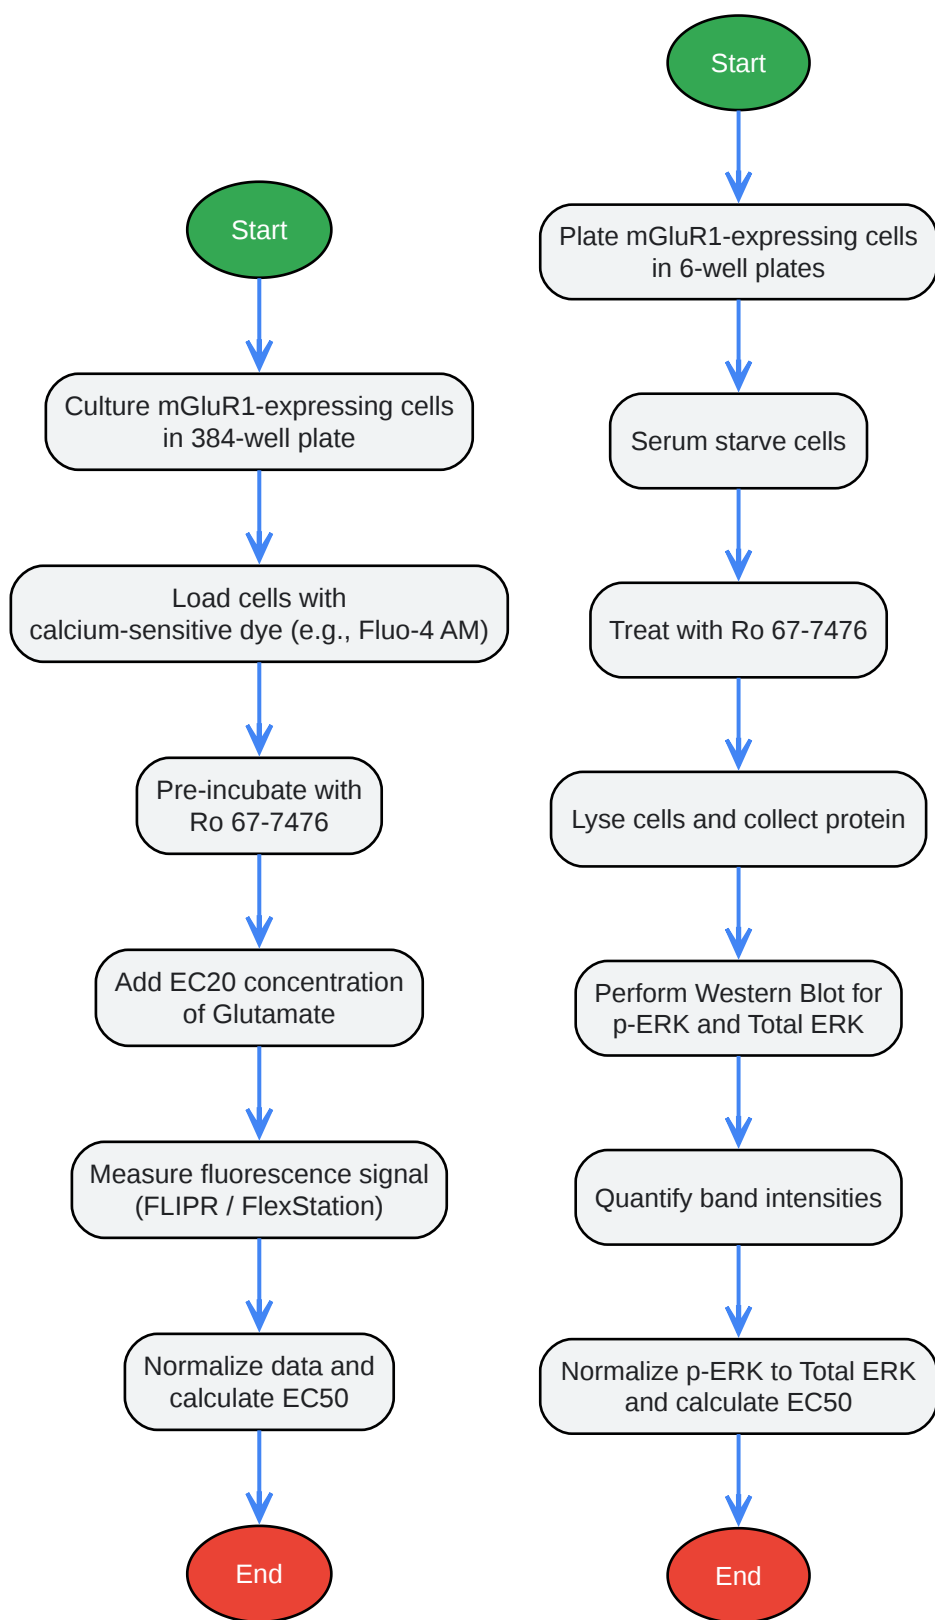 Start
Culture mGluR1-expressing cells
in 384-well plate
Load cells with
calcium-sensitive dye (e.g., Fluo-4 AM)
Pre-incubate with
Ro 67-7476
Add EC20 concentration
of Glutamate
Measure fluorescence signal
(FLIPR / FlexStation)
Normalize data and
calculate EC50
End
Start
Plate mGluR1-expressing cells
in 6-well plates
Serum starve cells
Treat with Ro 67-7476
Lyse cells and collect protein
Perform Western Blot for
p-ERK and Total ERK
Quantify band intensities
Normalize p-ERK to Total ERK
and calculate EC50
End